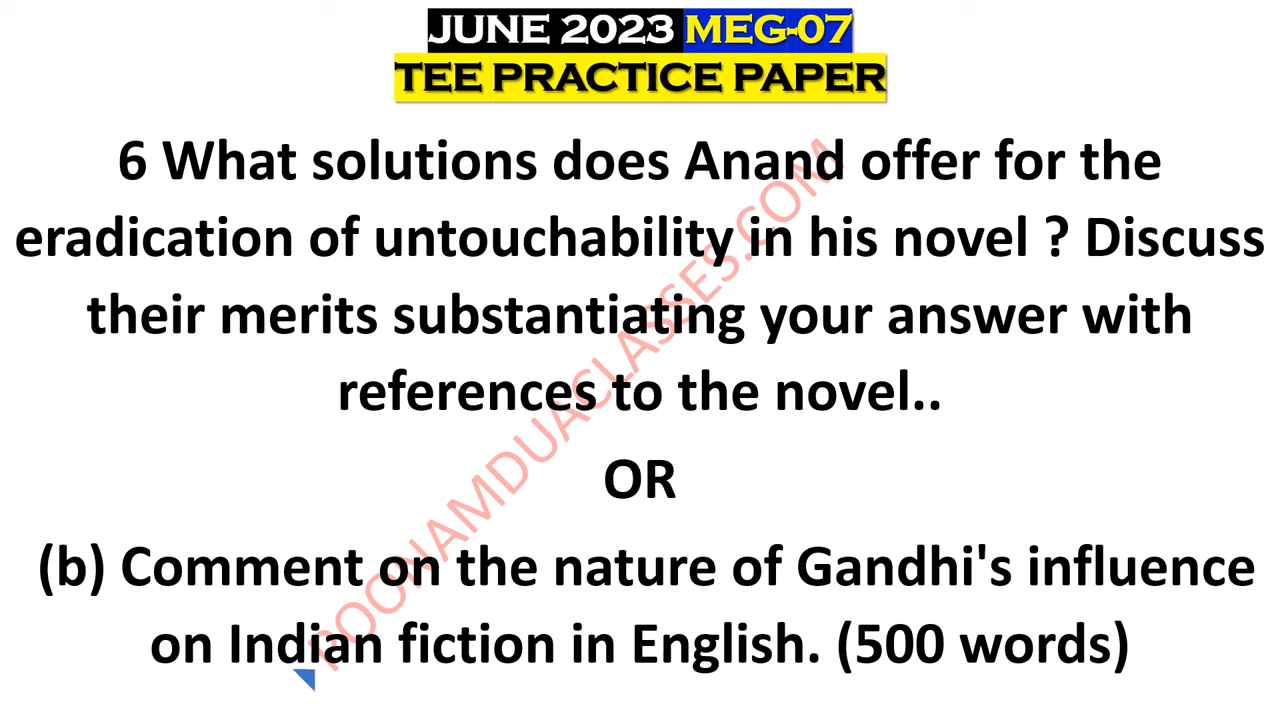 JUNE 2023 MEG-07
TEE PRACTICE PAPER
6 What solutions does Anand offer for the
eradication of untouchability in his novel ? Discuss
their merits substantiating your answer with
references to the novel..
OR
(b) Comment on the nature of Gandhi's influence
on Indian fiction in English. (500 words)
POONAMDUACLASSES.COM